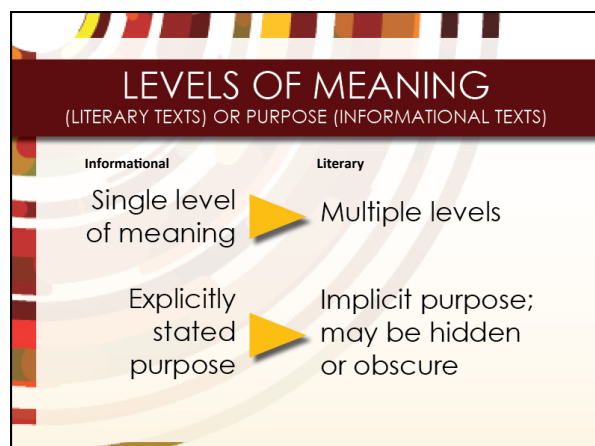 LEVELS OF MEANING
(LITERARY TEXTS) OR PURPOSE (INFORMATIONAL TEXTS)
Informational
Literary
Single level
of meaning
Multiple levels
Explicitly
stated
purpose
Implicit purpose;
may be hidden
or obscure